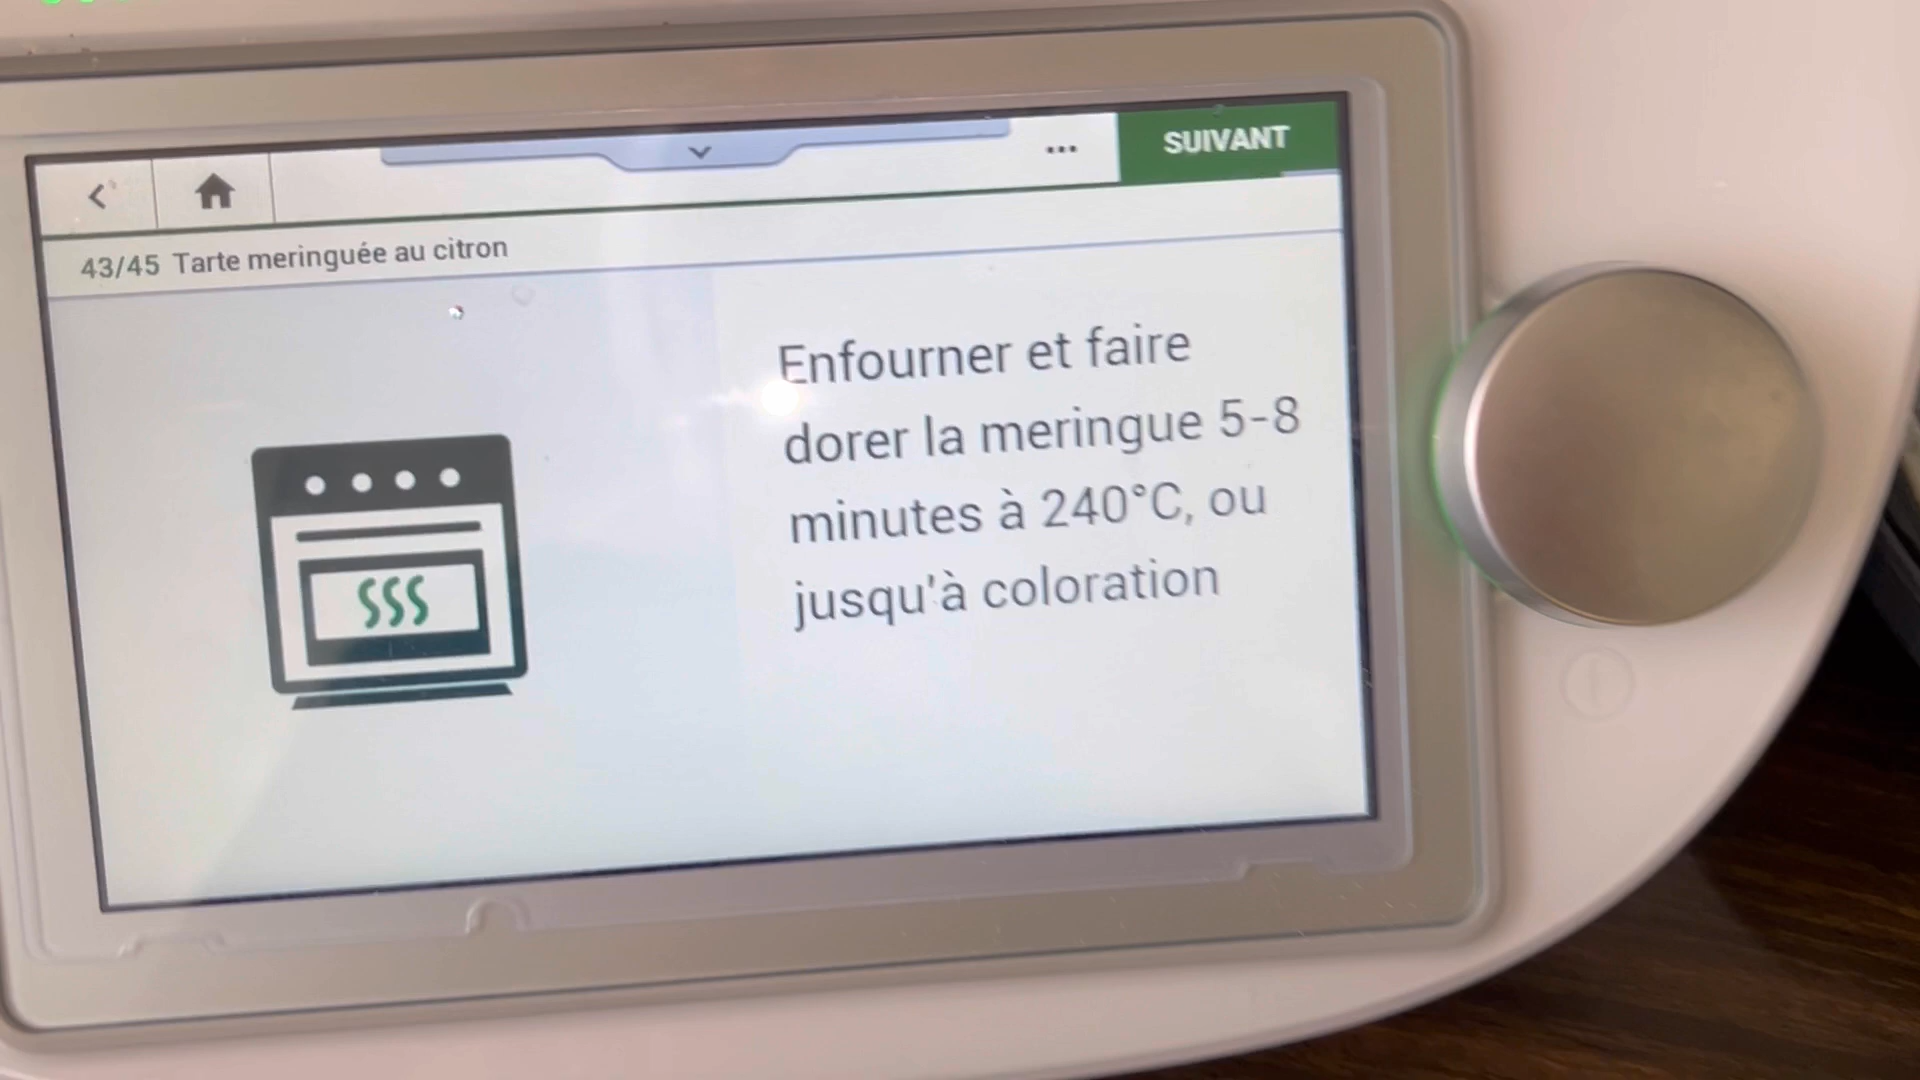 SUIVANT
43/45 Tarte meringuée au citron
Enfourner et faire
dorer la meringue 5-8
minutes à 240°C, ou
jusqu'à coloration